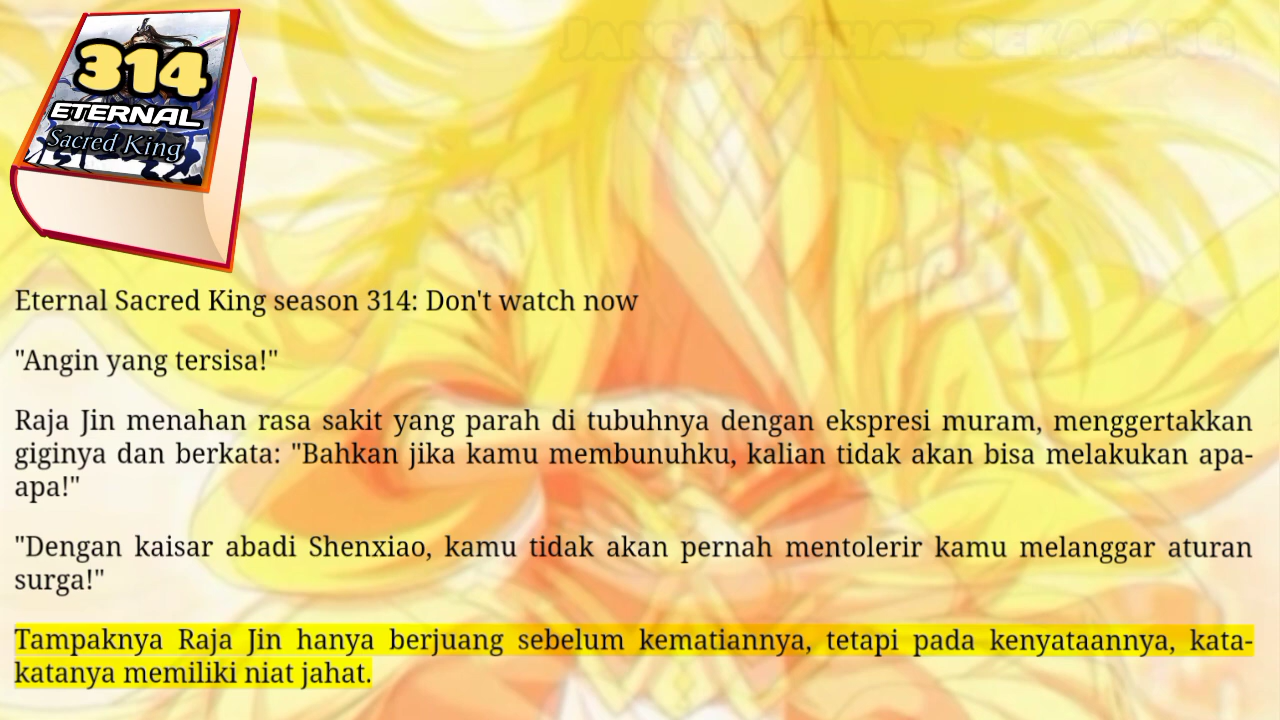 Jangan Lihat Sekarang
314
ETERNAL
Sacred King
Eternal Sacred King season 314: Don't watch now
"Angin yang tersisa!"
Raja Jin menahan rasa sakit yang parah di tubuhnya dengan ekspresi muram, menggertakkan
giginya dan berkata: "Bahkan jika kamu membunuhku, kalian tidak akan bisa melakukan apa-
apa!"
"Dengan kaisar abadi Shenxiao, kamu tidak akan pernah mentolerir kamu melanggar aturan
surga!"
Tampaknya Raja Jin hanya berjuang sebelum kematiannya, tetapi pada kenyataannya, kata-
katanya memiliki niat jahat.